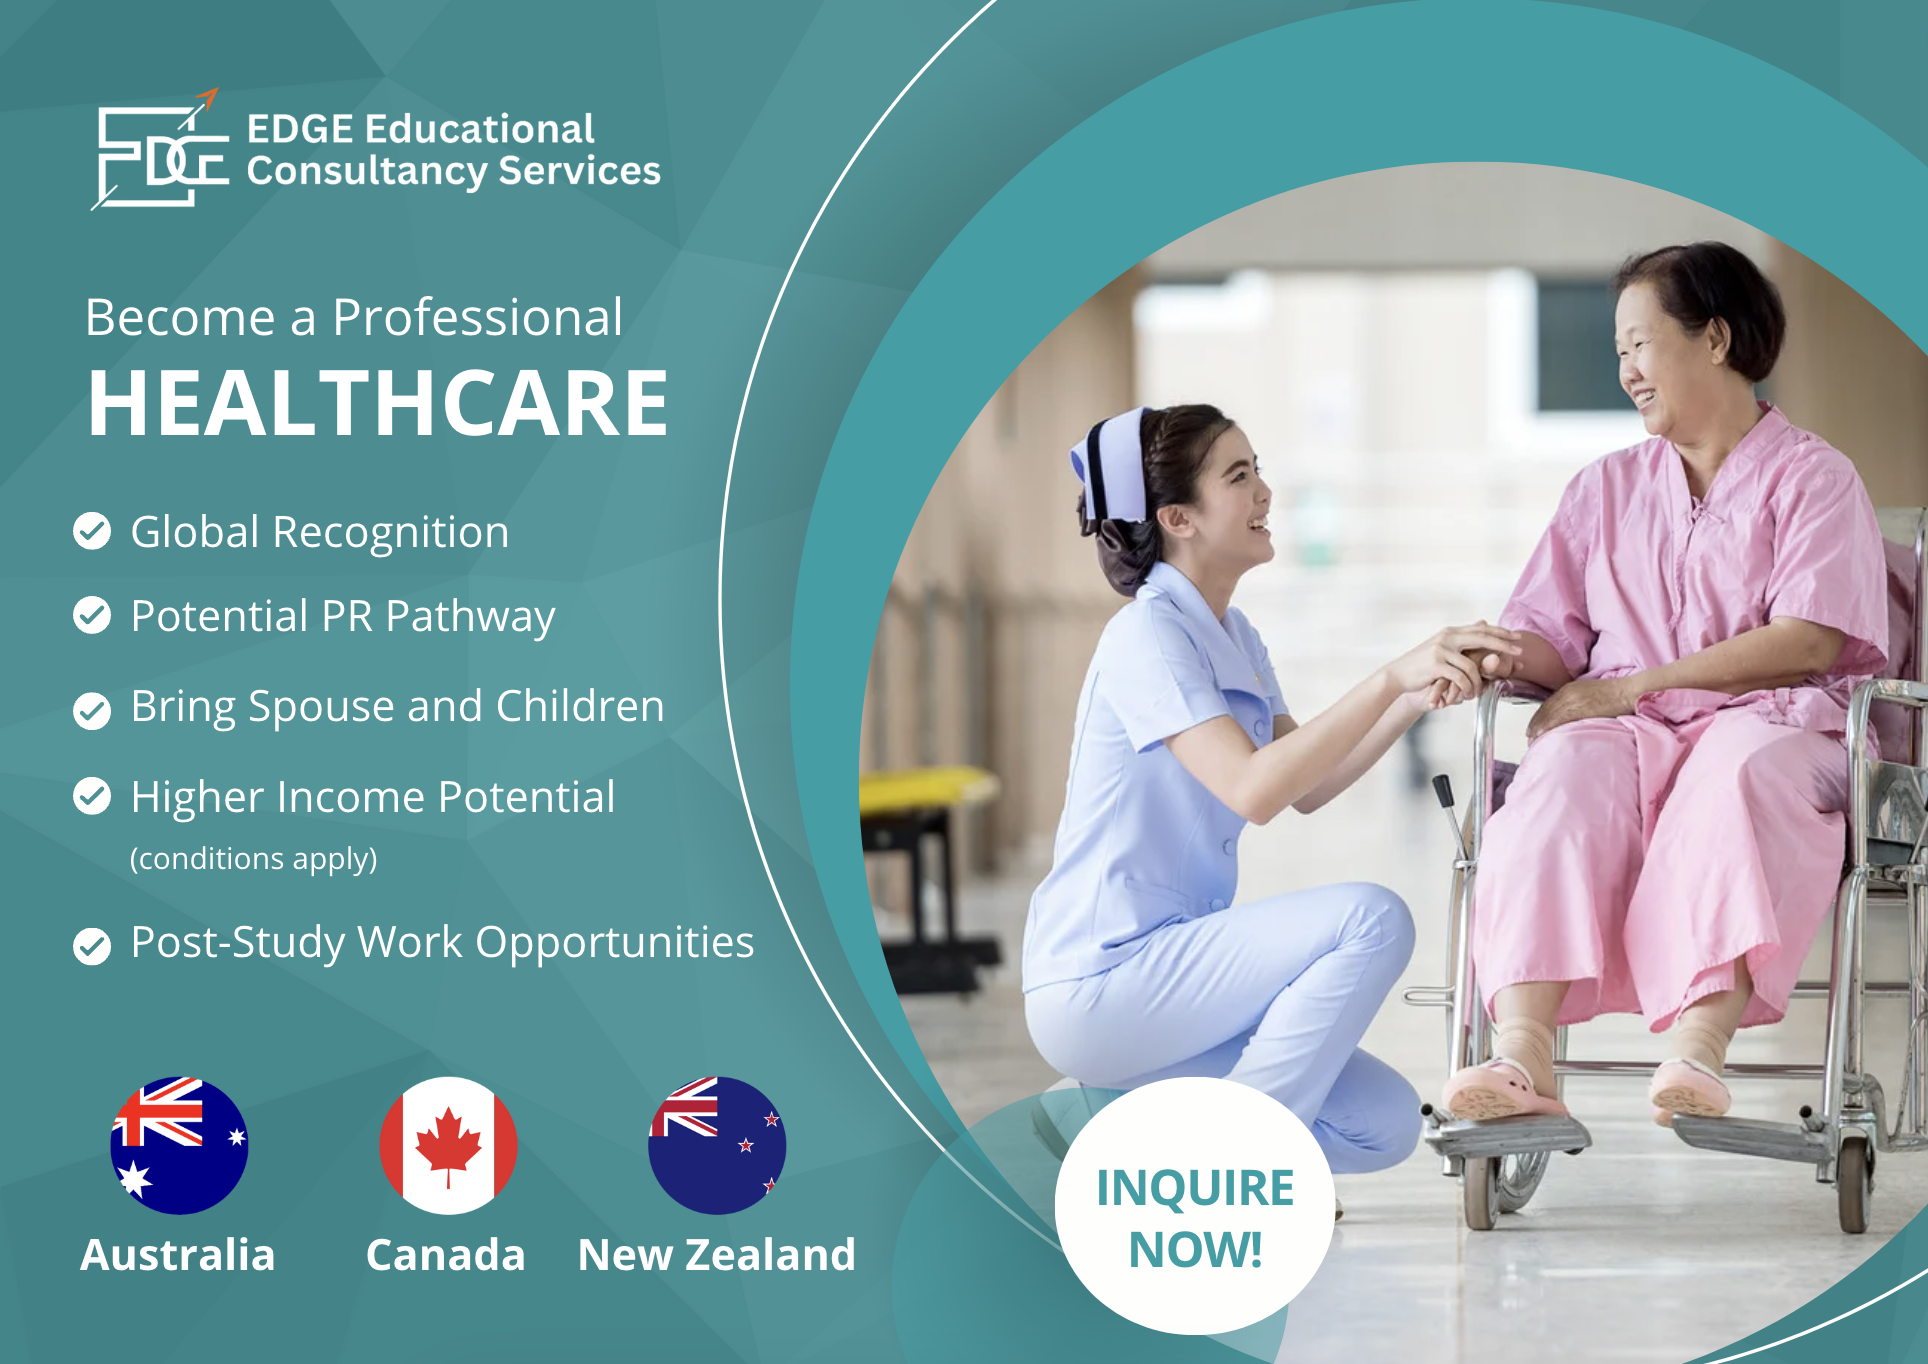 EDGE
EDGE Educational
Consultancy Services
Become a Professional
HEALTHCARE
Global Recognition
Potential PR Pathway
Bring Spouse and Children
Higher Income Potential
(conditions apply)
Post-Study Work Opportunities
Australia
Canada
New Zealand
INQUIRE
NOW!